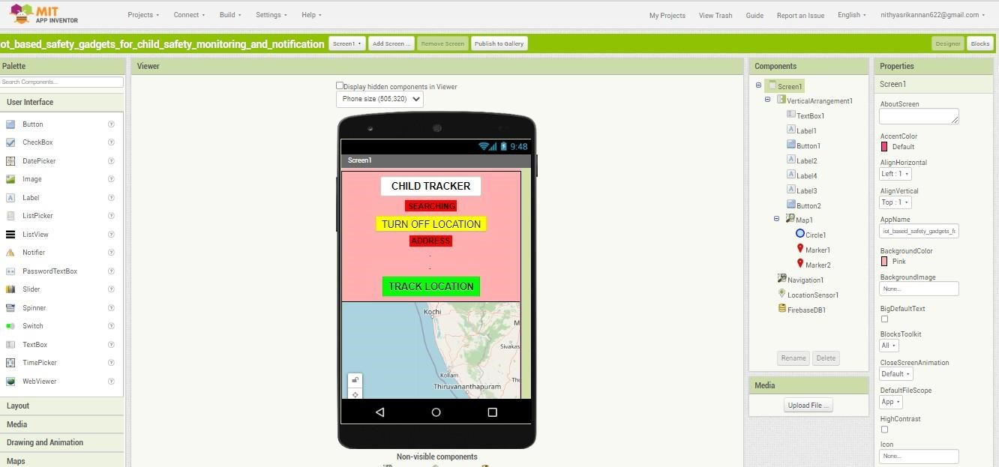 MIT
APP INVENTOR
Projects
Connect
Build
Settings
Help
My Projects
View Trash
Guide
Report an Issue
English
nithyasrikannan622@gmail.com
iot_based_safety_gadgets_for_child_safety_monitoring_and_notification
Screen1
Add Screen ...
Remove Screen
Publish to Gallery
Designer
Blocks
Palette
Search Components...
User Interface
Button
CheckBox
DatePicker
Image
Label
ListPicker
ListView
Notifier
PasswordTextBox
Slider
Spinner
Switch
TextBox
TimePicker
WebViewer
Layout
Media
Drawing and Animation
Maps
Viewer
Display hidden components in Viewer
Phone size (505,320)
9:48
Screen1
CHILD TRACKER
SEARCHING
TURN OFF LOCATION
ADDRESS
.
.
TRACK LOCATION
Kochi
M
Sivakas
Kollam
Thiruvananthapuram
Tho
Non-visible components
Components
Screen1
VerticalArrangement1
TextBox1
Label1
Button1
Label2
Label4
Label3
Button2
Map1
Circle1
Marker1
Marker2
Navigation1
LocationSensor1
FirebaseDB1
Rename
Delete
Media
Upload File ...
Properties
Screen1
AboutScreen
AccentColor
Default
AlignHorizontal
Left : 1
AlignVertical
Top : 1
AppName
iot_based_safety_gadgets_fo
BackgroundColor
Pink
BackgroundImage
None...
BigDefaultText
BlocksToolkit
All
CloseScreenAnimation
Default
DefaultFileScope
App
HighContrast
Icon
None...